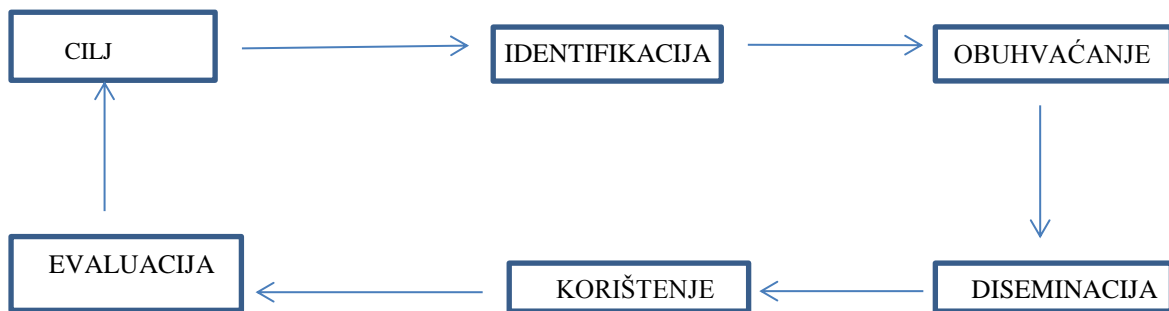 CILJ
IDENTIFIKACIJA
OBUHVAĆANJE
EVALUACIJA
KORIŠTENJE
DISEMINACIJA